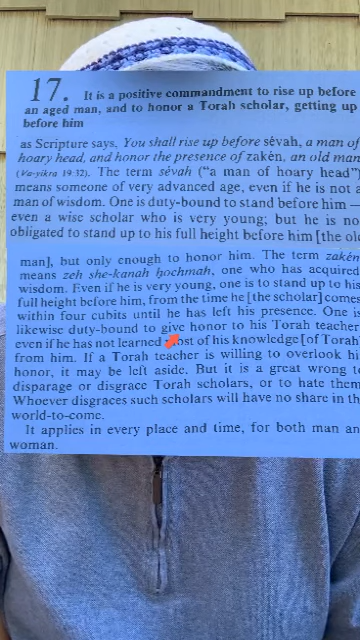 17. It is a positive commandment to rise up before
an aged man, and to honor a Torah scholar, getting up
before him
as Scripture says, You shall rise up before sévah, a man of
hoary head, and honor the presence of zakén, an old man
(Va-yikra 19:32). The term sévah (“a man of hoary head”)
means someone of very advanced age, even if he is not a
man of wisdom. One is duty-bound to stand before him —
even a wise scholar who is very young; but he is no
obligated to stand up to his full height before him [the old
man], but only enough to honor him. The term zakén
means zeh she-kanah ḥochmah, one who has acquired
wisdom. Even if he is very young, one is to stand up to his
full height before him, from the time he [the scholar] comes
within four cubits until he has left his presence. One is
likewise duty-bound to give honor to his Torah teacher
even if he has not learned most of his knowledge [of Torah
from him. If a Torah teacher is willing to overlook hi
honor, it may be left aside. But it is a great wrong to
disparage or disgrace Torah scholars, or to hate them
Whoever disgraces such scholars will have no share in th
world-to-come.
It applies in every place and time, for both man an
woman.